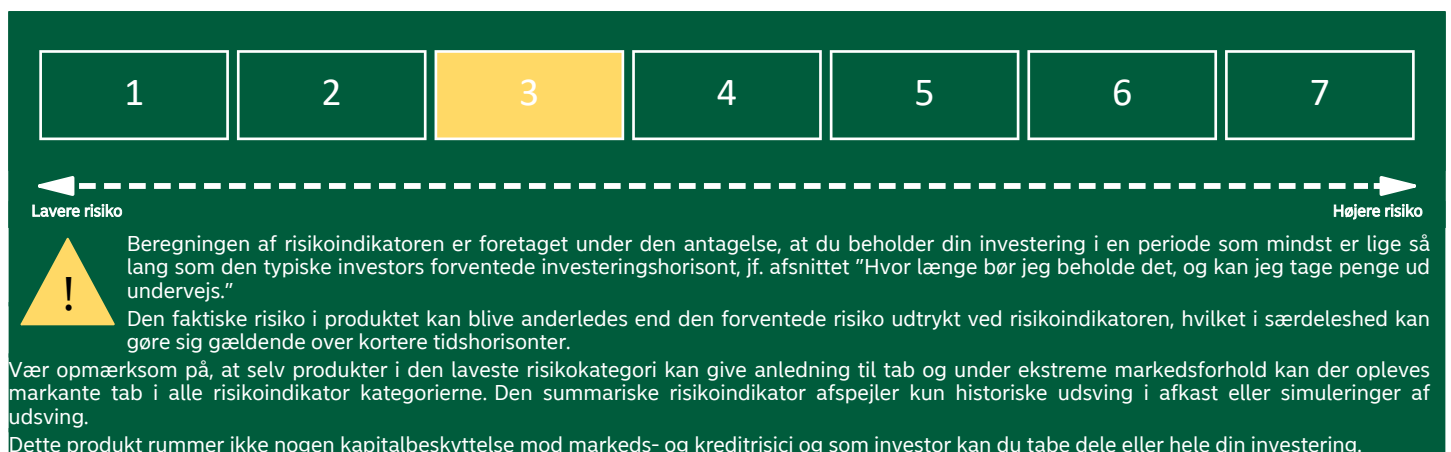 1 2 3 4 5 6 7
Lavere risiko Højere risiko
Beregningen af risikoindikatoren er foretaget under den antagelse, at du beholder din investering i en periode som mindst er lige så
lang som den typiske investors forventede investeringshorisont, jf. afsnittet ”Hvor længe bør jeg beholde det, og kan jeg tage penge ud
undervejs.”
!
Den faktiske risiko i produktet kan blive anderledes end den forventede risiko udtrykt ved risikoindikatoren, hvilket i særdeleshed kan
gøre sig gældende over kortere tidshorisonter.
Vær opmærksom på, at selv produkter i den laveste risikokategori kan give anledning til tab og under ekstreme markedsforhold kan der opleves
markante tab i alle risikoindikator kategorierne. Den summariske risikoindikator afspejler kun historiske udsving i afkast eller simuleringer af
udsving.
Dette produkt rummer ikke nogen kapitalbeskyttelse mod markeds- og kreditrisici og som investor kan du tabe dele eller hele din investering.